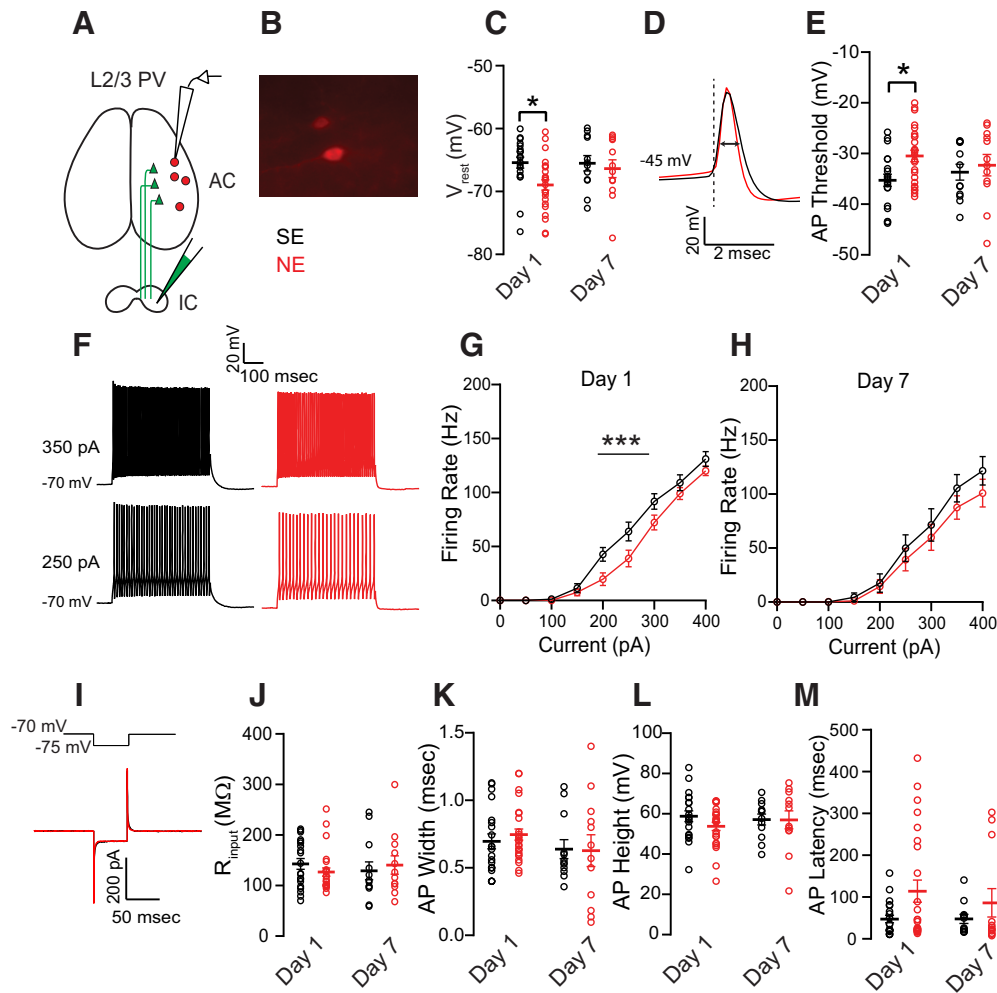 A
L2/3 PV
AC
IC
B
SE
NE
C
V rest (mV)
-50
-60
-70
-80
*
Day 1
Day 7
D
-45 mV
20 mV
2 msec
E
AP Threshold (mV)
-10
-20
-30
-40
-50
*
Day 1
Day 7
F
20 mV
100 msec
350 pA
-70 mV
250 pA
-70 mV
G
Day 1
Firing Rate (Hz)
200
150
100
50
0
***
0
100
200
300
400
Current (pA)
H
Day 7
Firing Rate (Hz)
200
150
100
50
0
0
100
200
300
400
Current (pA)
I
-70 mV
-75 mV
200 pA
50 msec
J
R input (MΩ)
400
300
200
100
0
Day 1
Day 7
K
AP Width (msec)
1.5
1.0
0.5
0.0
Day 1
Day 7
L
AP Height (mV)
100
80
60
40
20
0
Day 1
Day 7
M
AP Latency (msec)
500
400
300
200
100
0
Day 1
Day 7